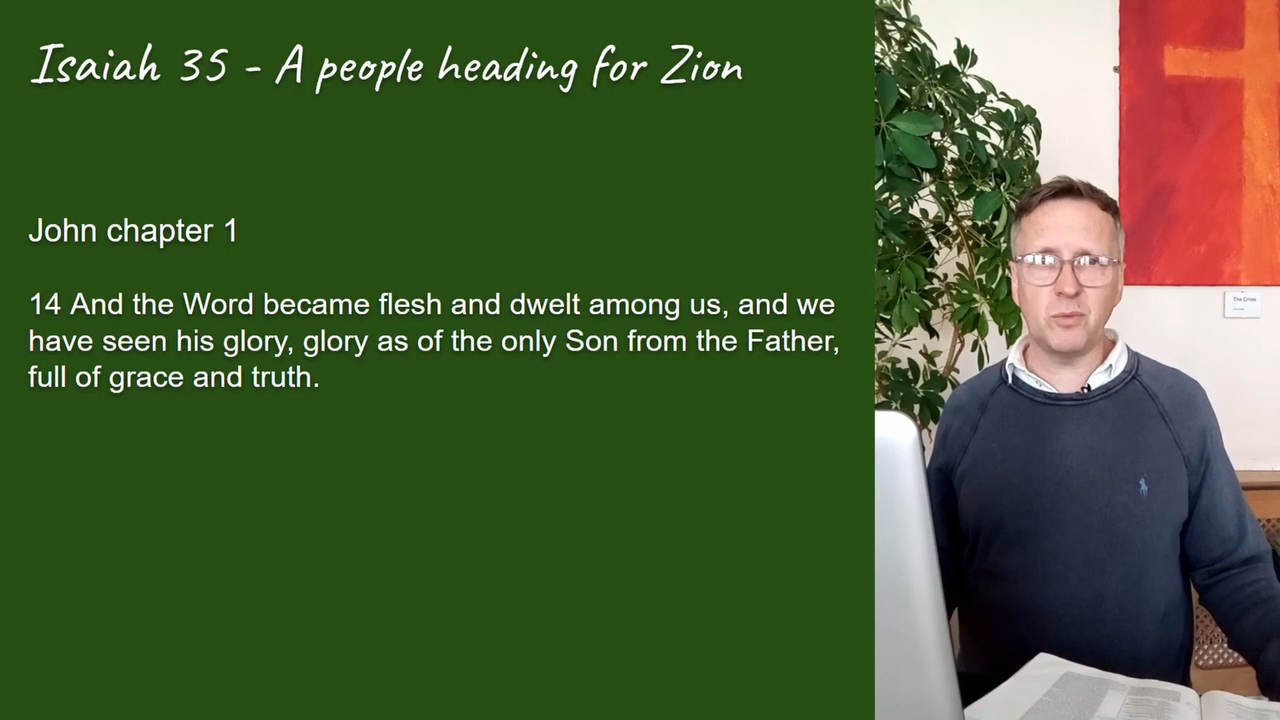 Isaiah 35 - A people heading for Zion
John chapter 1
14 And the Word became flesh and dwelt among us, and we
have seen his glory, glory as of the only Son from the Father,
full of grace and truth.
The Cross